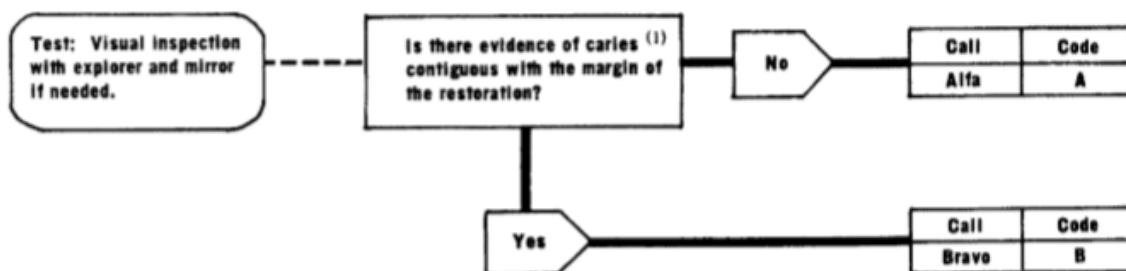 Test: Visual inspection
with explorer and mirror
if needed.
Is there evidence of caries (1)
contiguous with the margin of
the restoration?
No
Call Code
Alfa A
Yes
Call Code
Bravo B